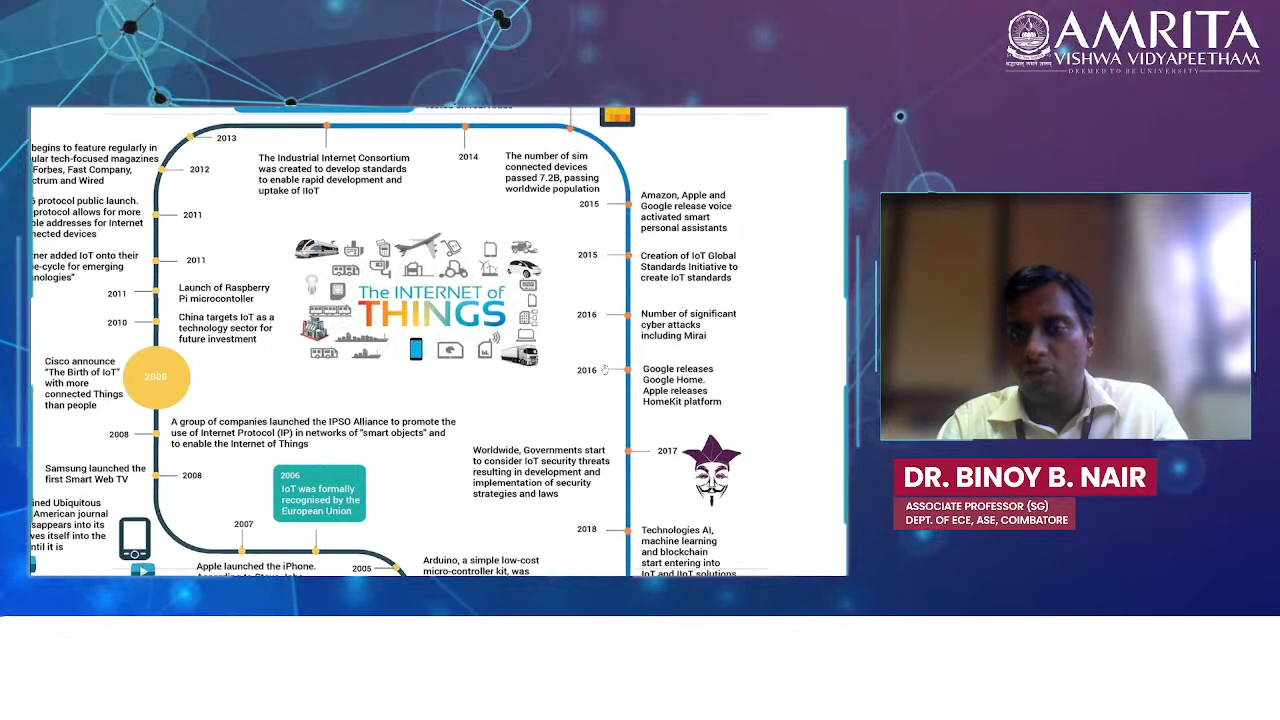 AMRITA
VISHWA VIDYAPEETHAM
DEEMED TO BE UNIVERSITY
2013
begins to feature regularly in
ular tech-focused magazines
Forbes, Fast Company,
ctrum and Wired
2012
The Industrial Internet Consortium
was created to develop standards
to enable rapid development and
uptake of IIoT
2014
The number of sim
connected devices
passed 7.2B, passing
worldwide population
2015
Amazon, Apple and
Google release voice
activated smart
personal assistants
6 protocol public launch.
protocol allows for more
ble addresses for Internet
nected devices
2011
ner added IoT onto their
e-cycle for emerging
nologies"
2011
2011
Launch of Raspberry
Pi microcontoller
2010
China targets IoT as a
technology sector for
future investment
The INTERNET of
THINGS
2015
Creation of IoT Global
Standards Initiative to
create IoT standards
2016
Number of significant
cyber attacks
including Mirai
2016
Google releases
Google Home.
Apple releases
HomeKit platform
Cisco announce
"The Birth of IoT"
with more
connected Things
than people
2008
A group of companies launched the IPSO Alliance to promote the
use of Internet Protocol (IP) in networks of "smart objects" and
to enable the Internet of Things
2008
Samsung launched the
first Smart Web TV
2008
2006
IoT was formally
recognised by the
European Union
Worldwide, Governments start
to consider IoT security threats
resulting in development and
implementation of security
strategies and laws
2017
2018
Technologies AI,
machine learning
and blockchain
start entering into
IoT and IIoT solutions
ined Ubiquitous
American journal
sappears into its
ves itself into the
ntil it is
2007
Apple launched the iPhone.
2005
Arduino, a simple low-cost
micro-controller kit, was
DR. BINOY B. NAIR
ASSOCIATE PROFESSOR (SG)
DEPT. OF ECE, ASE, COIMBATORE